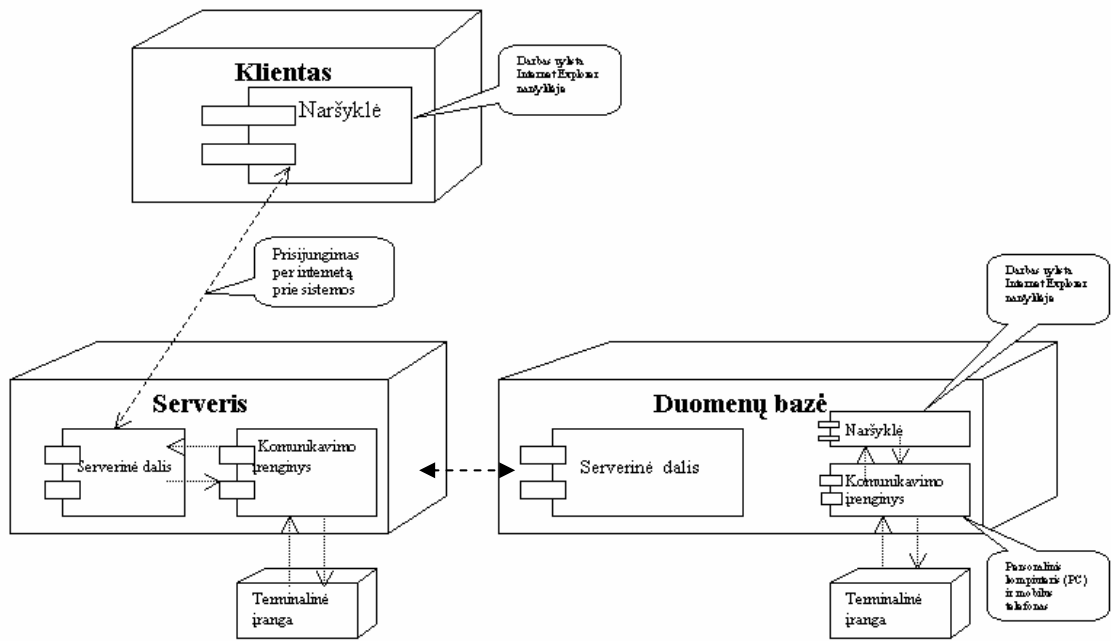 Klientas
Naršyklė
Darbas vyksta
Internet Explorer
naršyklėje
Prisijungimas
per internetą
prie sistemos
Darbas vyksta
Internet Explorer
naršyklėje
Serveris
Serverinė dalis
Komunikavimo
įrenginys
Duomenų bazė
Serverinė dalis
Naršyklė
Komunikavimo
įrenginys
Terminalinė
įranga
Terminalinė
įranga
Personalinis
kompiuteris (PC)
ir mobilus
telefonas